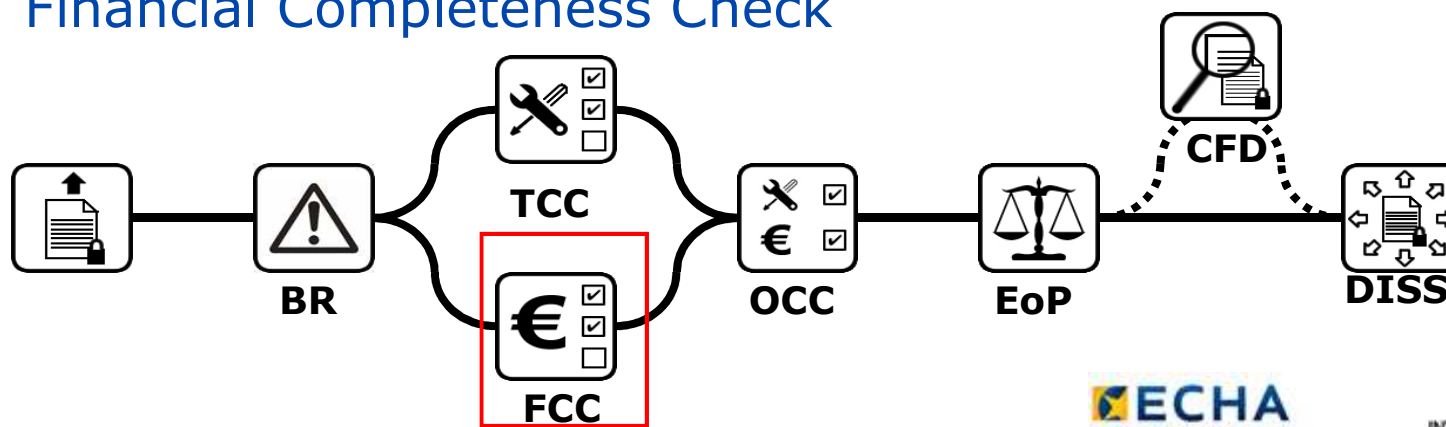 Financial Completeness Check
CFD
TCC
BR
OCC
EoP
DISS
FCC
ECHA